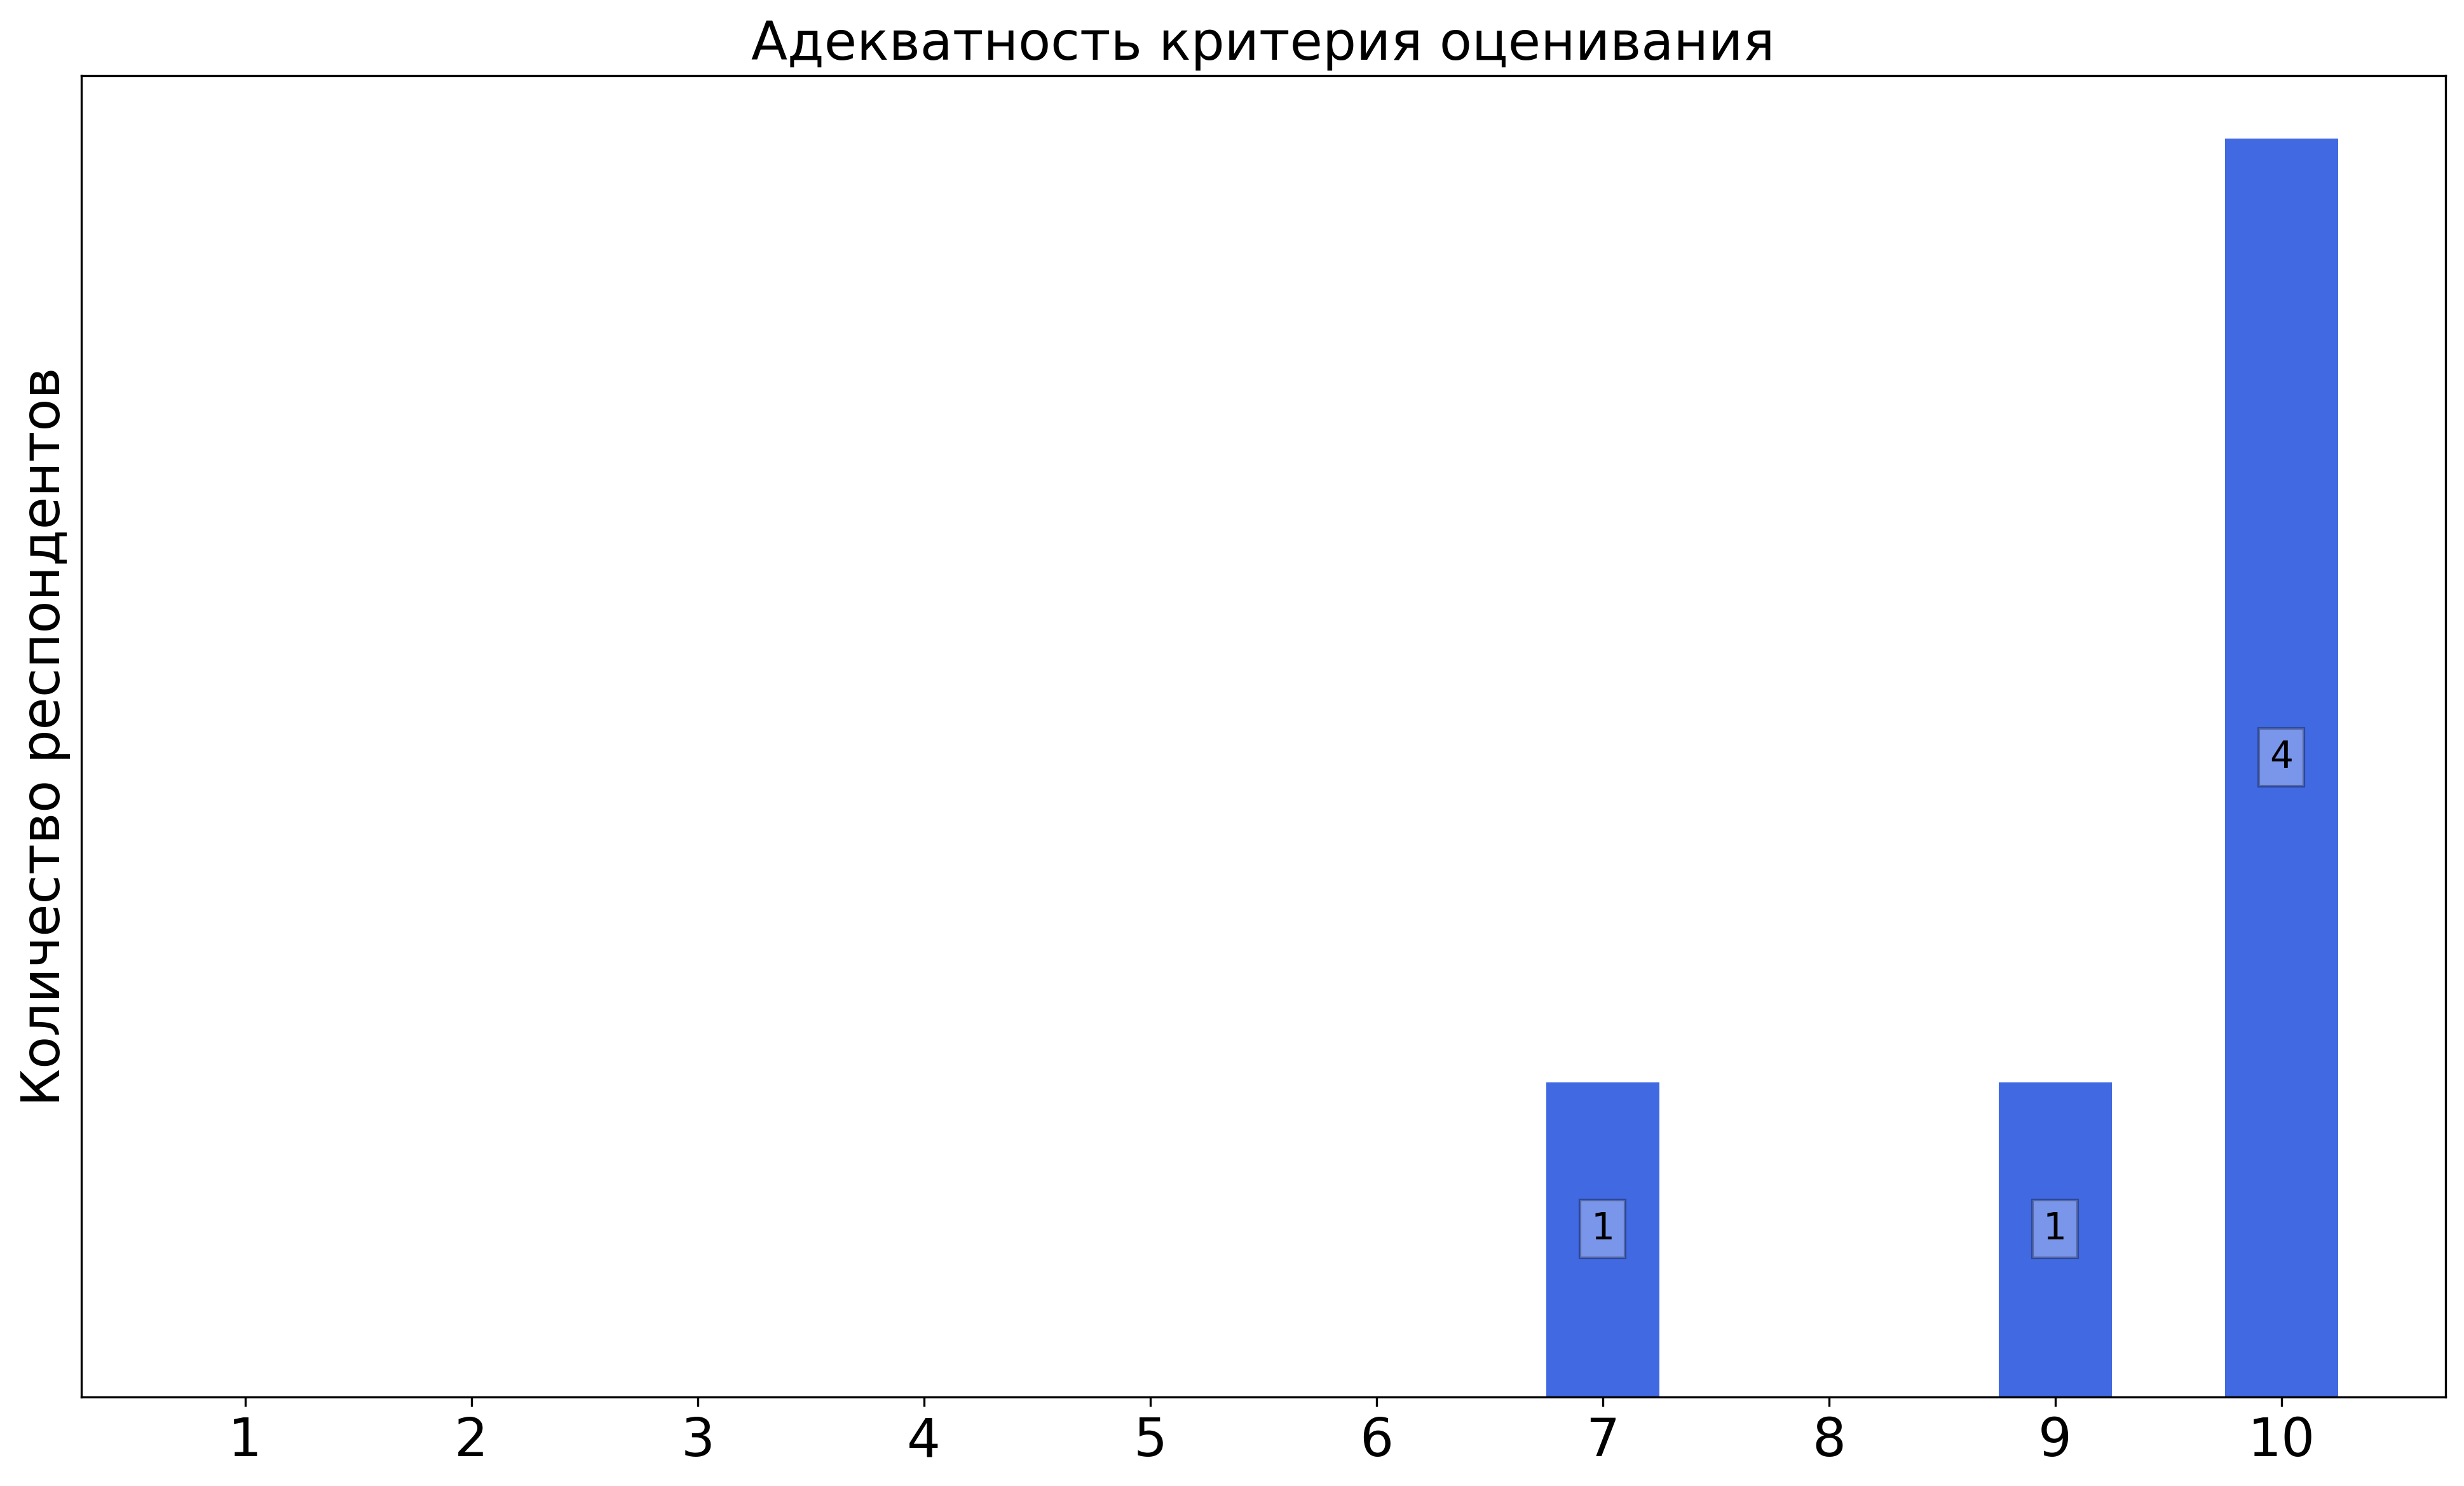 Адекватность критерия оценивания
Количество респондентов
4
1
1
1 2 3 4 5 6 7 8 9 10